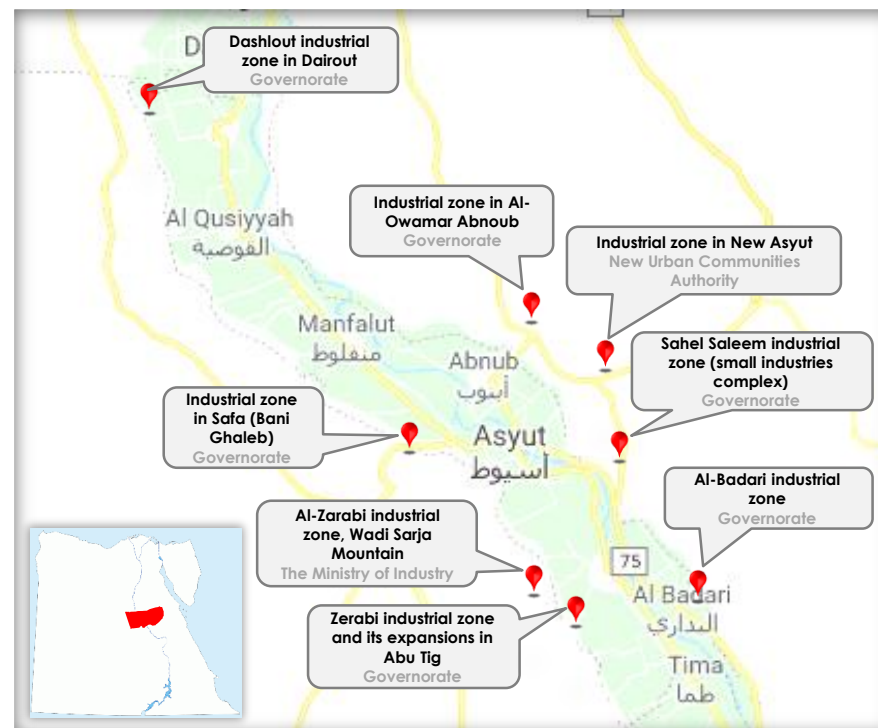 Dashlout industrial
zone in Dairout
Governorate
D
Al Qusiyyah
القوصية
Industrial zone in Al-
Owamar Abnoub
Governorate
Industrial zone in New Asyut
New Urban Communities
Authority
Manfalut
منفلوط
Abnub
أبنوب
Sahel Saleem industrial
zone (small industries
complex)
Governorate
Industrial zone
in Safa (Bani
Ghaleb)
Governorate
Asyut
أسيوط
Al-Badari industrial
zone
Governorate
Al-Zarabi industrial
zone, Wadi Sarja
Mountain
The Ministry of Industry
75
Al Badari
البداري
Zerabi industrial zone
and its expansions in
Abu Tig
Governorate
Tima
طما